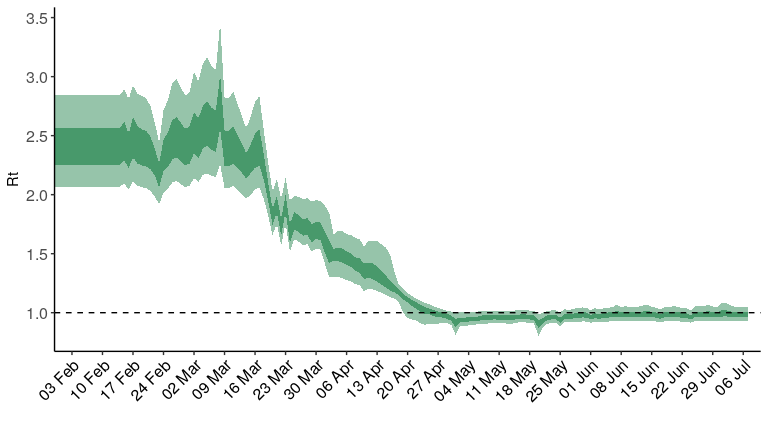 3.5
3.0
2.5
2.0
1.5
1.0
Rt
03 Feb
10 Feb
17 Feb
24 Feb
02 Mar
09 Mar
16 Mar
23 Mar
30 Mar
06 Apr
13 Apr
20 Apr
27 Apr
04 May
11 May
18 May
25 May
01 Jun
08 Jun
15 Jun
22 Jun
29 Jun
06 Jul